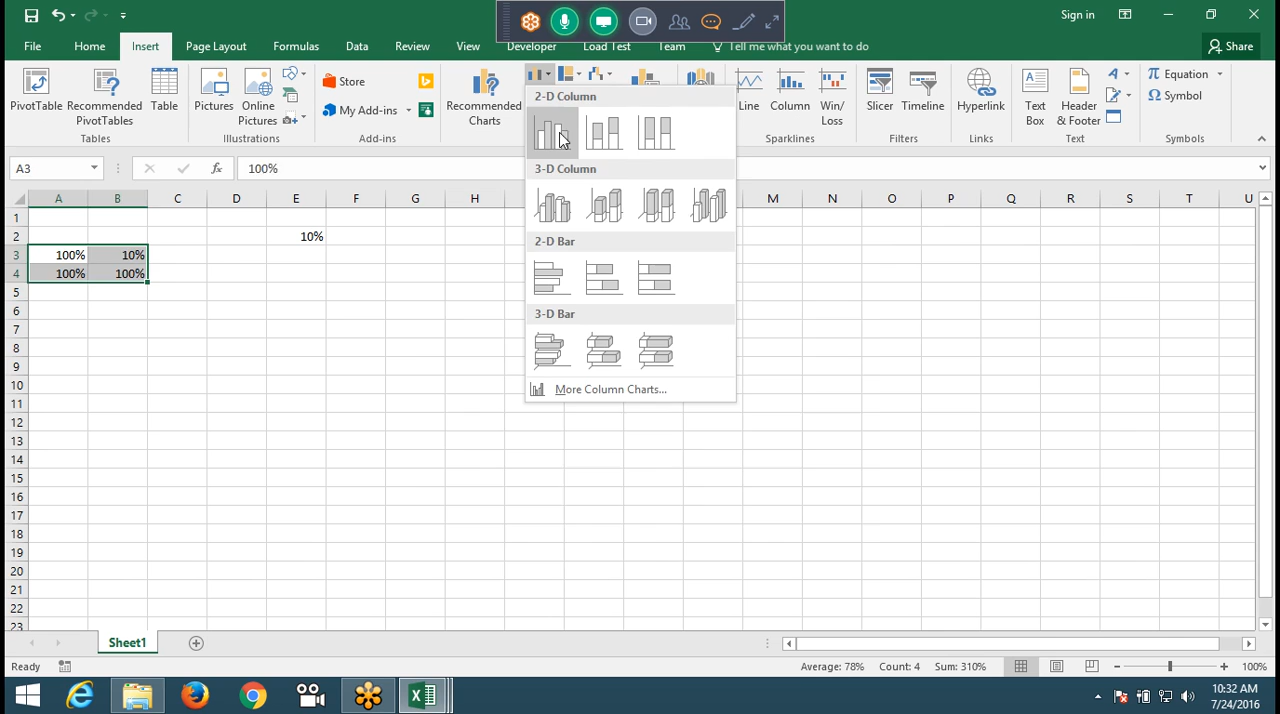 Sign in
File Home Insert Page Layout Formulas Data Review View Developer Load Test Team Tell me what you want to do Share
PivotTable Recommended PivotTables Table
Tables
Pictures Online Pictures
Illustrations
Store
My Add-ins
Add-ins
Recommended Charts
Line Column Win/Loss
Sparklines
Slicer Timeline
Filters
Hyperlink
Links
Text Box Header & Footer
Text
Equation
Symbol
Symbols
2-D Column
3-D Column
2-D Bar
3-D Bar
More Column Charts...
A3 fx 100%
A B C D E F G H M N O P Q R S T U
1
2 10%
3 100% 10%
4 100% 100%
5
6
7
8
9
10
11
12
13
14
15
16
17
18
19
20
21
22
23
Sheet1
Ready Average: 78% Count: 4 Sum: 310% 100%
10:32 AM
7/24/2016